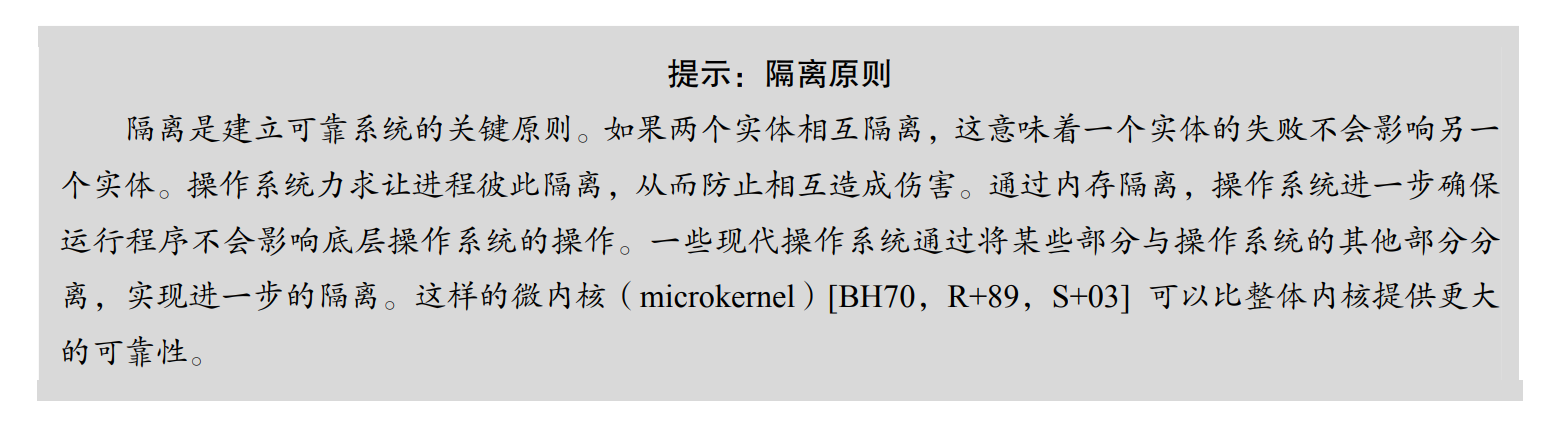 提示：隔离原则
隔离是建立可靠系统的关键原则。如果两个实体相互隔离，这意味着一个实体的失败不会影响另一
个实体。操作系统力求让进程彼此隔离，从而防止相互造成伤害。通过内存隔离，操作系统进一步确保
运行程序不会影响底层操作系统的操作。一些现代操作系统通过将某些部分与操作系统的其他部分分
离，实现进一步的隔离。这样的微内核（microkernel）[BH70，R+89，S+03] 可以比整体内核提供更大
的可靠性。